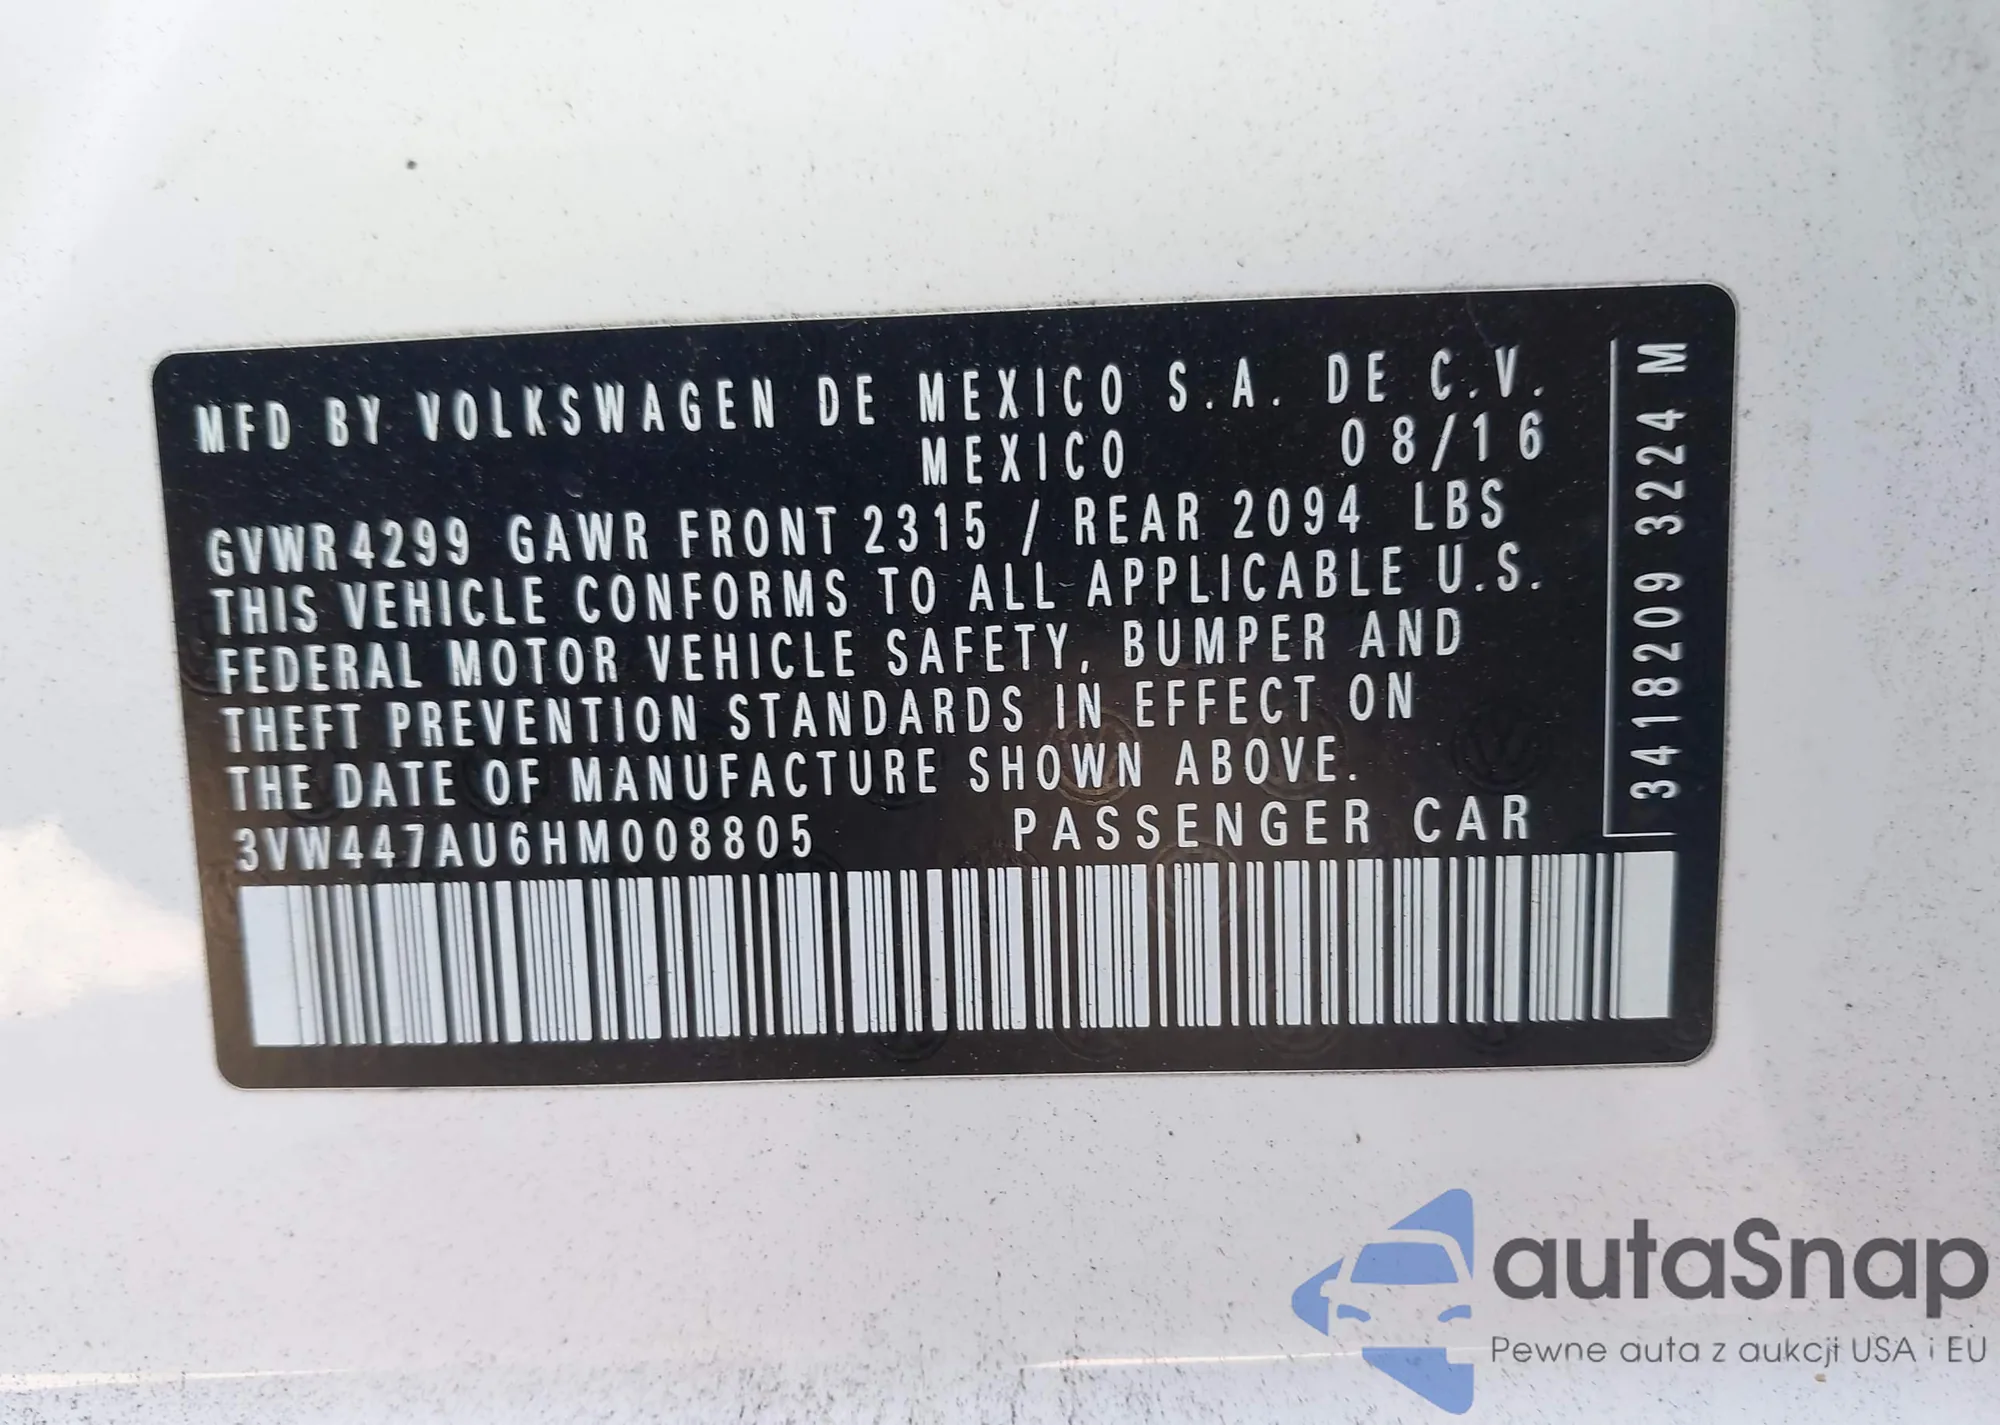 MFD BY VOLKSWAGEN DE MEXICO S.A. DE C.V.
MEXICO 08/16
GVWR 4299 GAWR FRONT 2315 / REAR 2094 LBS
THIS VEHICLE CONFORMS TO ALL APPLICABLE U.S.
FEDERAL MOTOR VEHICLE SAFETY, BUMPER AND
THEFT PREVENTION STANDARDS IN EFFECT ON
THE DATE OF MANUFACTURE SHOWN ABOVE.
3VW447AU6HM008805 PASSENGER CAR
3418209 3224 M
autaSnap
Pewne auta z aukcji USA i EU